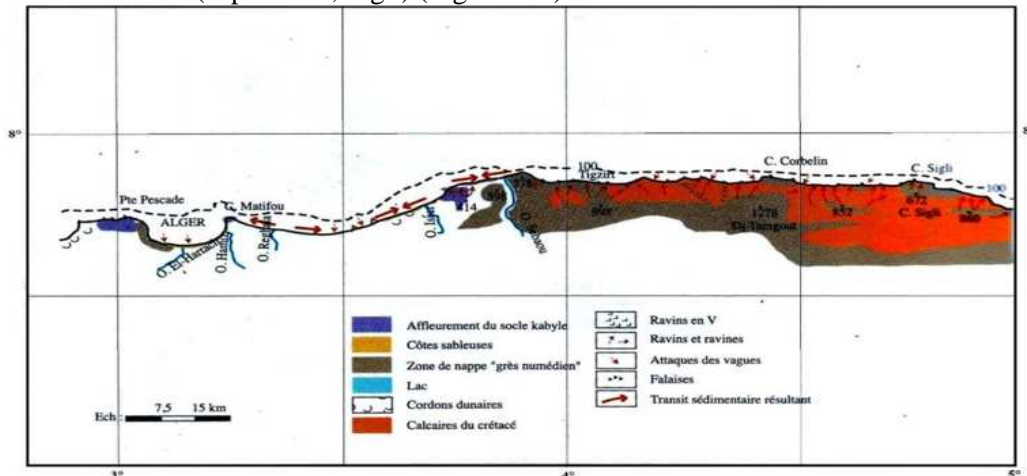 8°
8
100
C. Corbelin
C. Sigli
Tigzirt
Pte Pescade
C. Matifou
100
ALGER
672
C. Sigli
852
1278
Dj Tamgout
O. El-Harrach
O. Reghaia
O. Isser
O. Sebaou
Affleurement du socle kabyle
Côtes sableuses
Zone de nappe "grès numédien"
Lac
Cordons dunaires
Calcaires du crétacé
Ravins en V
Ravins et ravines
Attaques des vagues
Falaises
Transit sédimentaire résultant
Ech :
7,5 15 km
3°
4°
5°